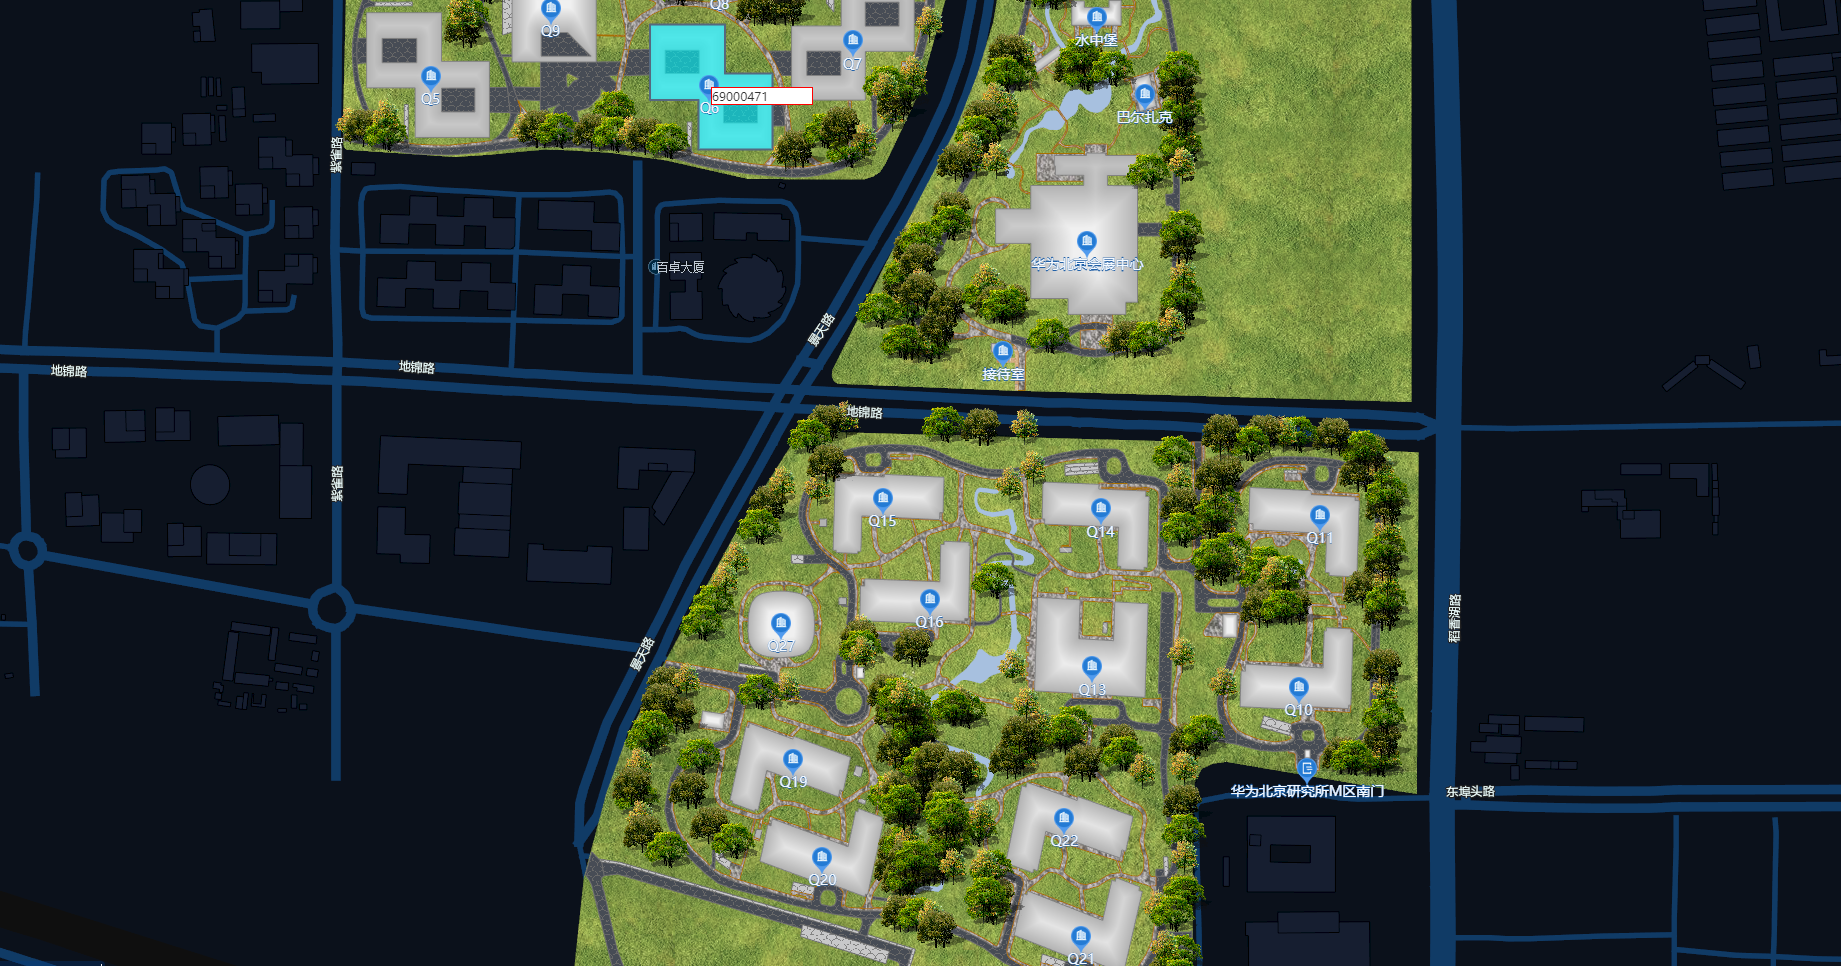 Q8
Q9
水中堡
Q7
Q5
69000471
Q6
巴尔扎克
紫雀路
华为北京会展中心
百卓大厦
景天路
地锦路
地锦路
接待室
地锦路
紫雀路
Q15
Q14
Q11
Q16
稻香湖路
Q27
景天路
Q13
Q10
Q19
华为北京研究所M区南门
东埠头路
Q22
Q20
Q21